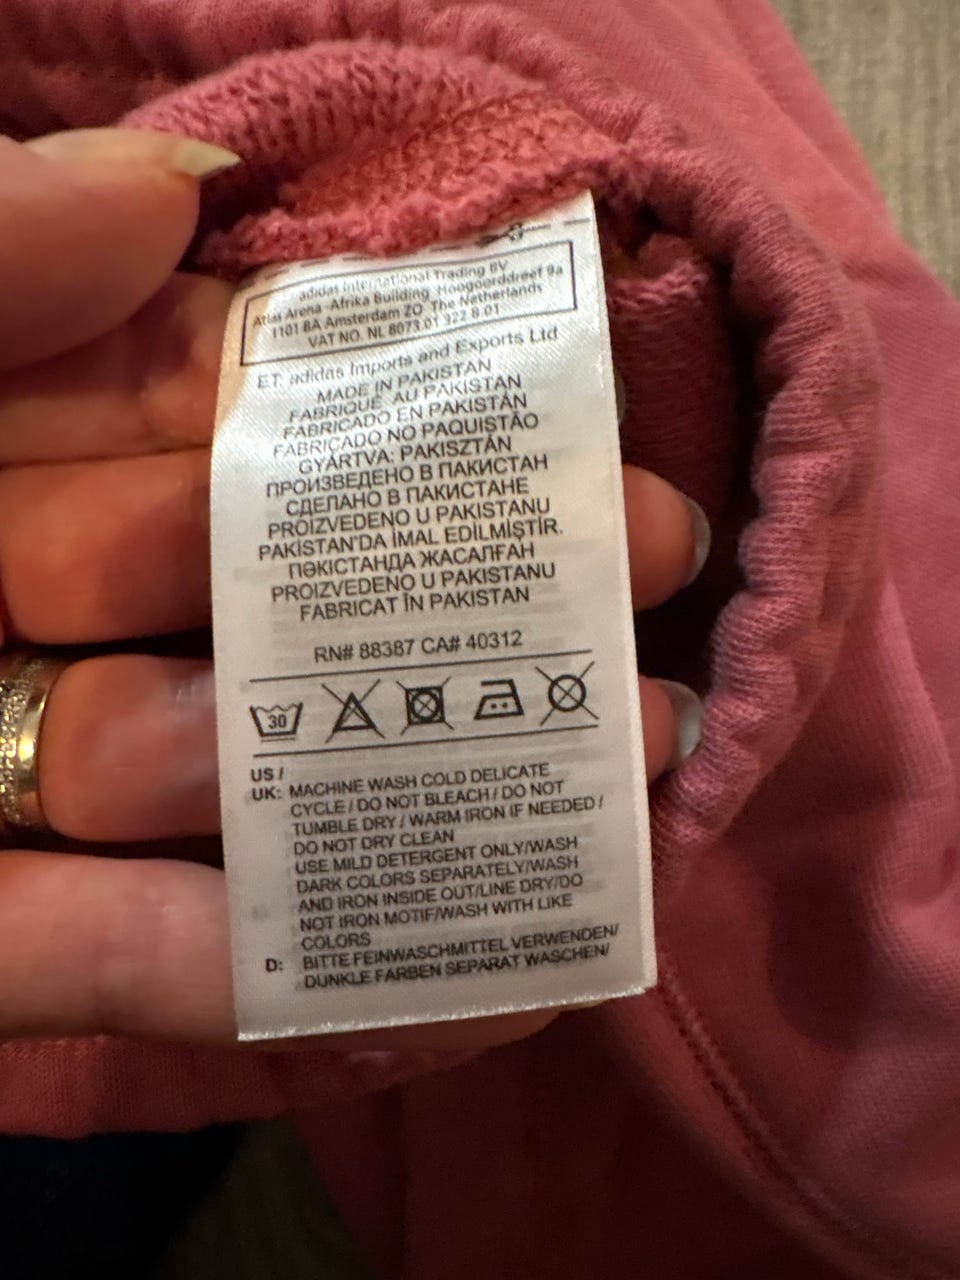 adidas International Trading BV
Atlas Arena -Afrika Building Hoogoorddreef 9a
1101 BA Amsterdam ZO The Netherlands
VAT NO. NL 8073 01 322 B 01
ET. adidas Imports and Exports Ltd
MADE IN PAKISTAN
FABRIQUÉ AU PAKISTAN
FABRICADO EN PAKISTÁN
FABRICADO NO PAQUISTÃO
GYÁRTVA: PAKISZTÁN
ПРОИЗВЕДЕНО В ПАКИСТАН
СДЕЛАНО В ПАКИСТАНЕ
PROIZVEDENO U PAKISTANU
PAKİSTAN'DA İMAL EDİLMİŞTİR.
ПӘКІСТАНДА ЖАСАЛҒАН
PROIZVEDENO U PAKISTANU
FABRICAT ÎN PAKISTAN
RN# 88387 CA# 40312
30
US /
UK: MACHINE WASH COLD DELICATE
CYCLE / DO NOT BLEACH / DO NOT
TUMBLE DRY / WARM IRON IF NEEDED /
DO NOT DRY CLEAN
USE MILD DETERGENT ONLY/WASH
DARK COLORS SEPARATELY/WASH
AND IRON INSIDE OUT/LINE DRY/DO
NOT IRON MOTIF/WASH WITH LIKE
COLORS
D: BITTE FEINWASCHMITTEL VERWENDEN/
DUNKLE FARBEN SEPARAT WASCHEN/